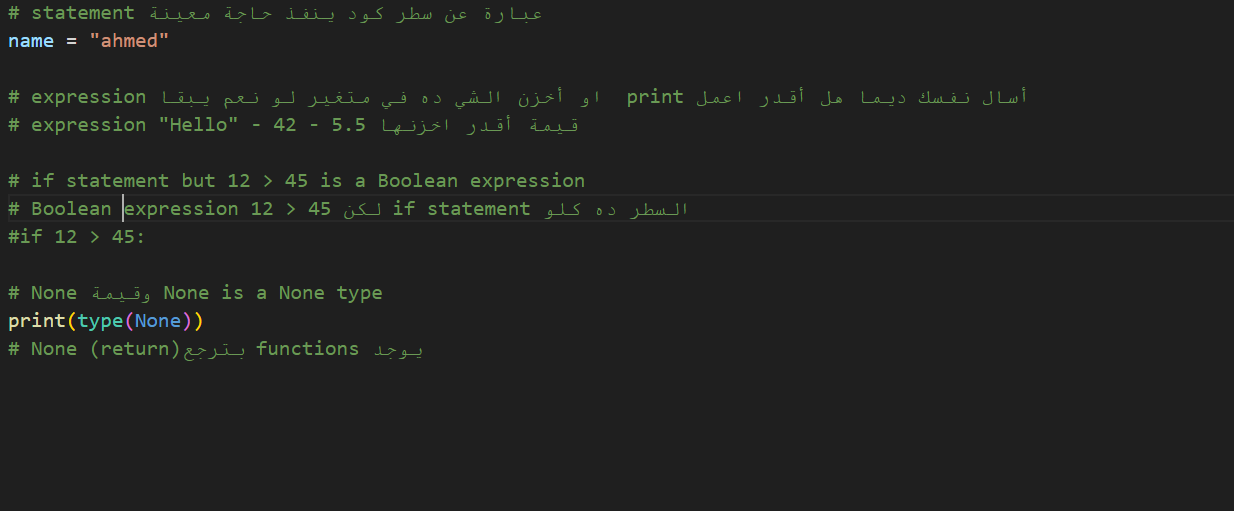 # statement عبارة عن سطر كود ينفذ حاجة معينة
name = "ahmed"
# expression أسال نفسك ديما هل أقدر اعمل print  او أخزن الشي ده في متغير لو نعم يبقا
# expression "Hello" - 42 - 5.5 قيمة أقدر اخزنها
# if statement but 12 > 45 is a Boolean expression
# Boolean expression 12 > 45 لكن if statement السطر ده كلو
#if 12 > 45:
# None وقيمة None is a None type
print(type(None))
# None (return)بترجع functions يوجد